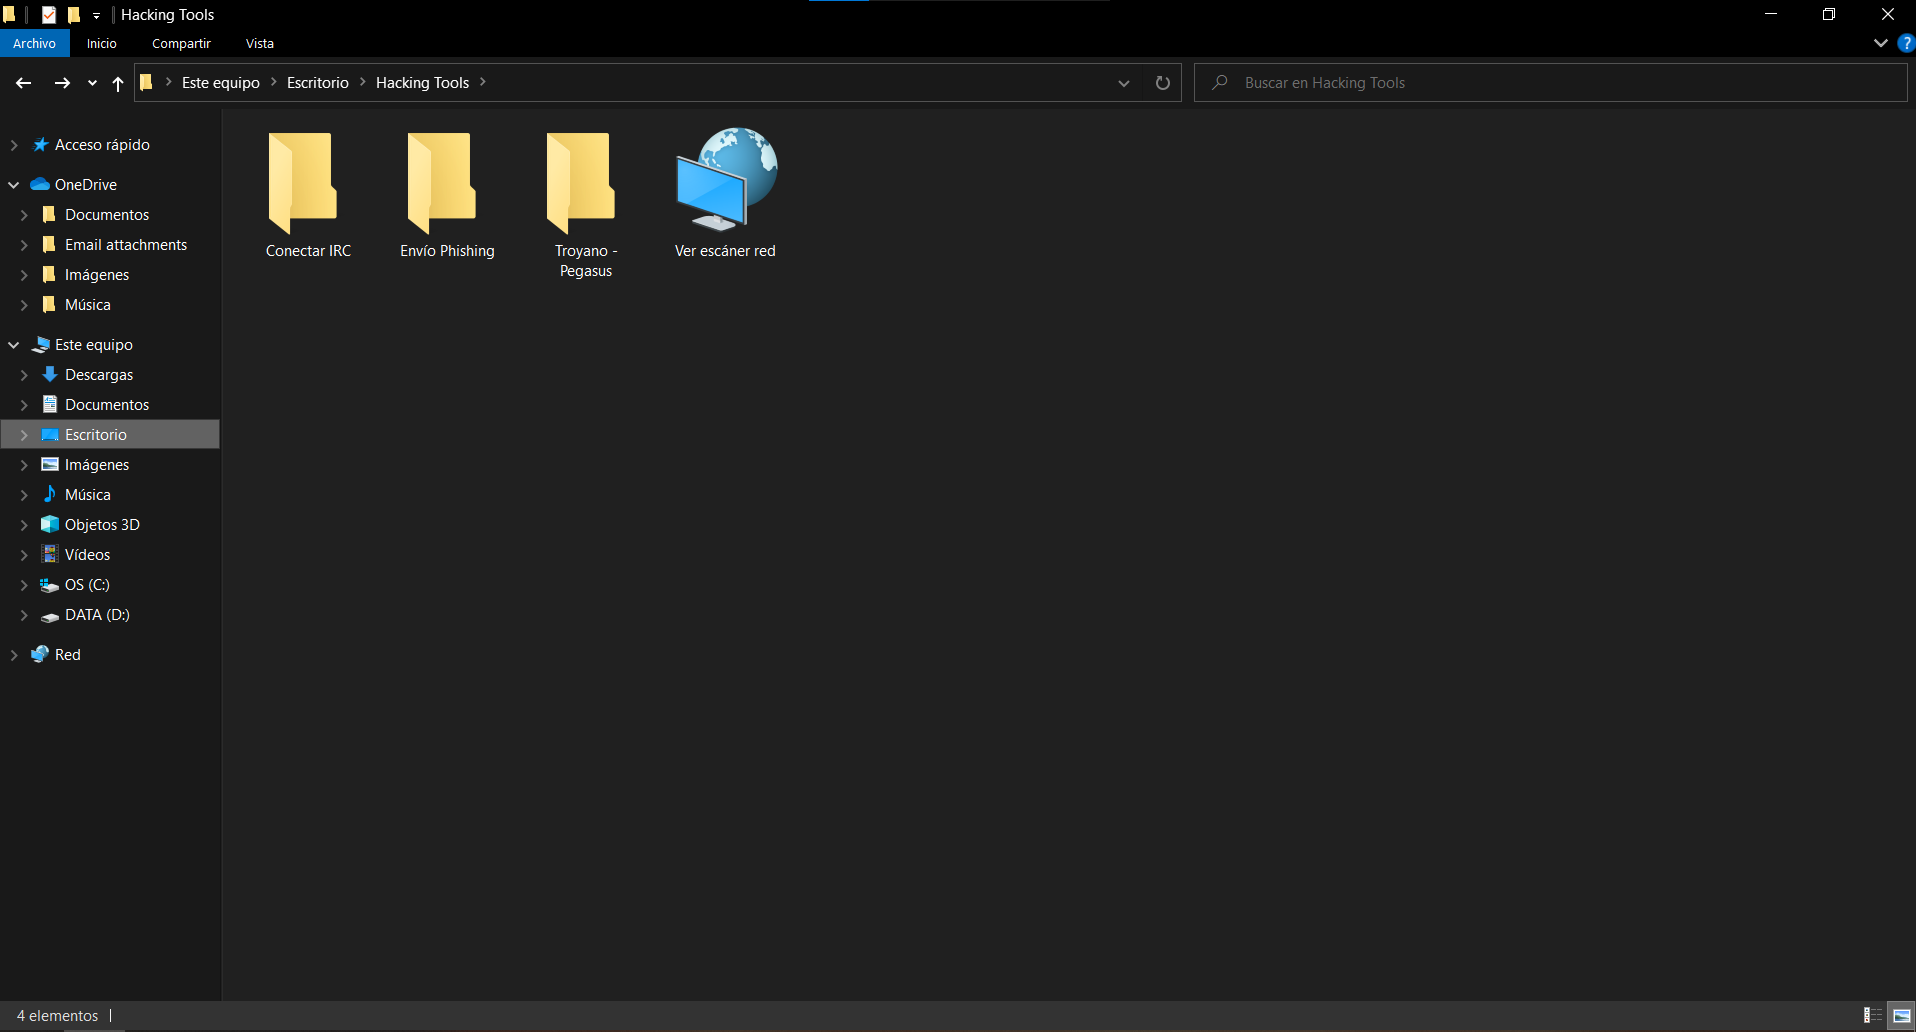 Hacking Tools
Archivo Inicio Compartir Vista
?
Este equipo Escritorio Hacking Tools
Buscar en Hacking Tools
Acceso rápido
OneDrive
Documentos
Email attachments
Imágenes
Música
Este equipo
Descargas
Documentos
Escritorio
Imágenes
Música
Objetos 3D
Vídeos
OS (C:)
DATA (D:)
Red
Conectar IRC
Envío Phishing
Troyano -
Pegasus
Ver escáner red
4 elementos